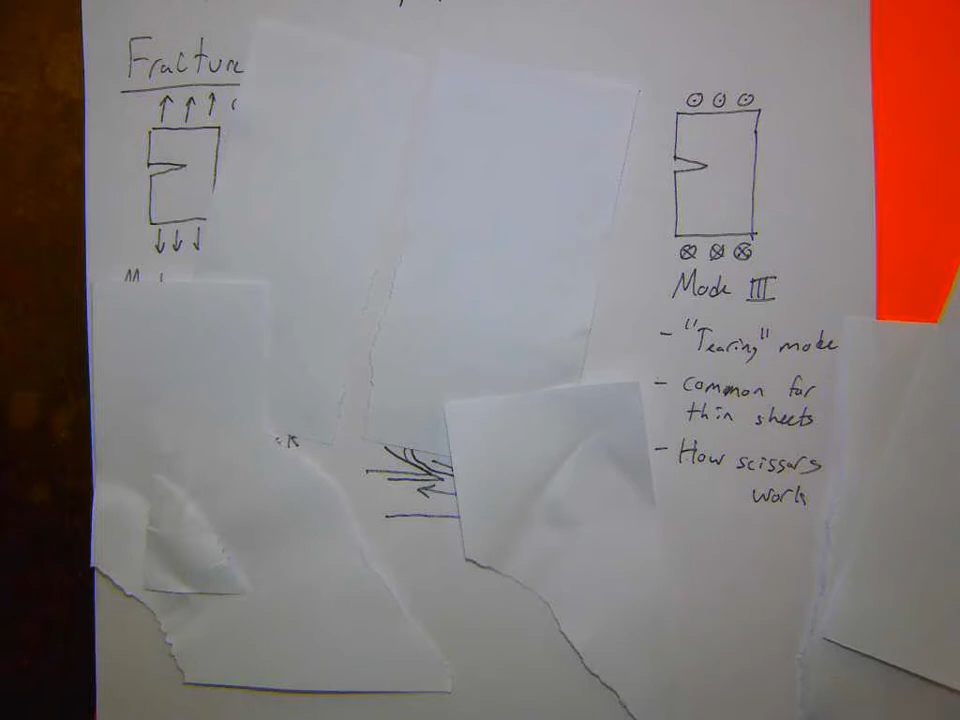 Fracture
Mode III
- "Tearing" mode
- Common for
thin sheets
- How scissors
work